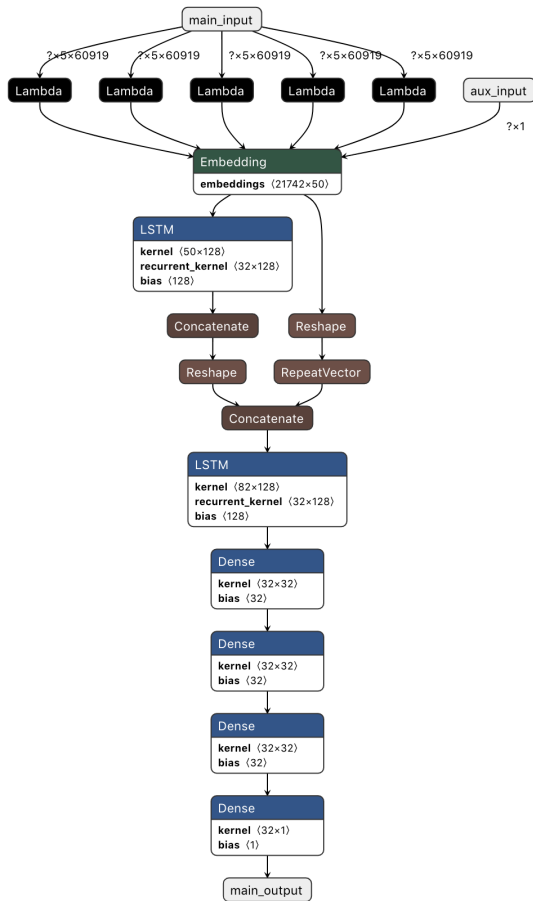 main_input
?×5×60919 ?×5×60919 ?×5×60919 ?×5×60919 ?×5×60919
Lambda Lambda Lambda Lambda Lambda aux_input
?×1
Embedding
embeddings ⟨21742×50⟩
LSTM
kernel ⟨50×128⟩
recurrent_kernel ⟨32×128⟩
bias ⟨128⟩
Concatenate Reshape
Reshape RepeatVector
Concatenate
LSTM
kernel ⟨82×128⟩
recurrent_kernel ⟨32×128⟩
bias ⟨128⟩
Dense
kernel ⟨32×32⟩
bias ⟨32⟩
Dense
kernel ⟨32×32⟩
bias ⟨32⟩
Dense
kernel ⟨32×32⟩
bias ⟨32⟩
Dense
kernel ⟨32×1⟩
bias ⟨1⟩
main_output